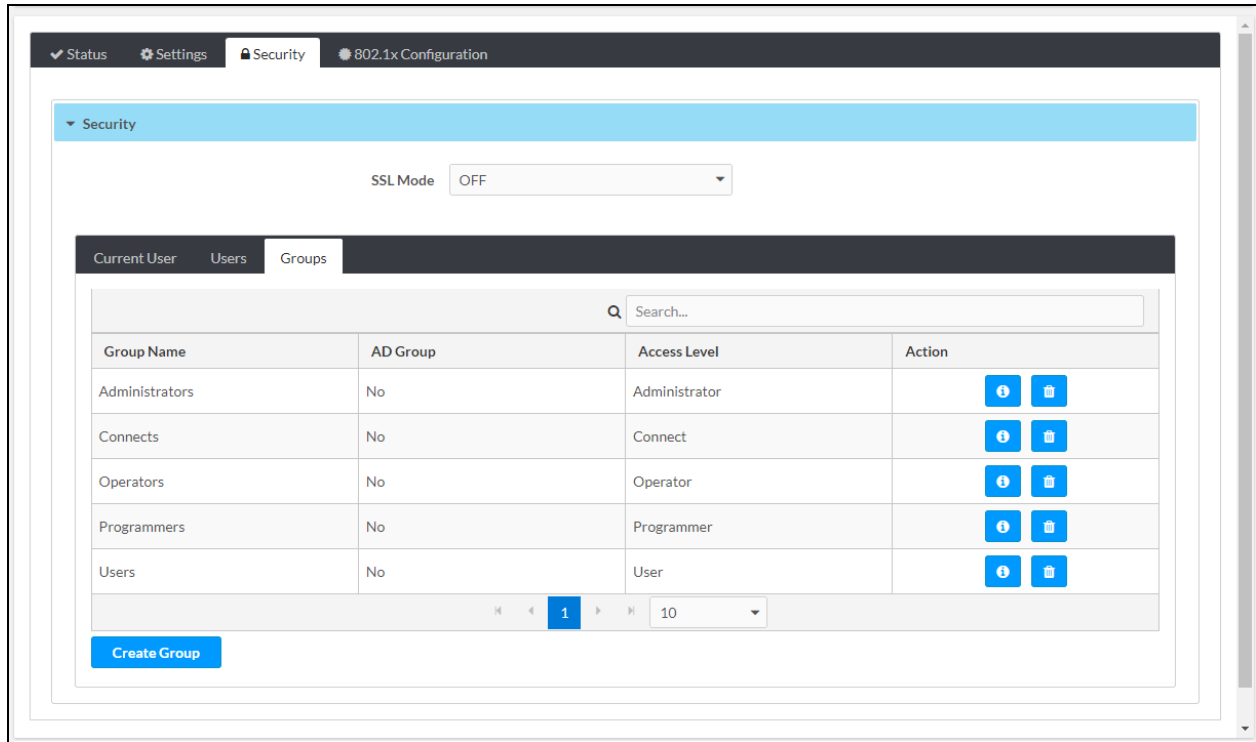 Status Settings Security 802.1x Configuration
Security
SSL Mode OFF
Current User Users Groups
Search...
Group Name AD Group Access Level Action
Administrators No Administrator
Connects No Connect
Operators No Operator
Programmers No Programmer
Users No User
1 10
Create Group